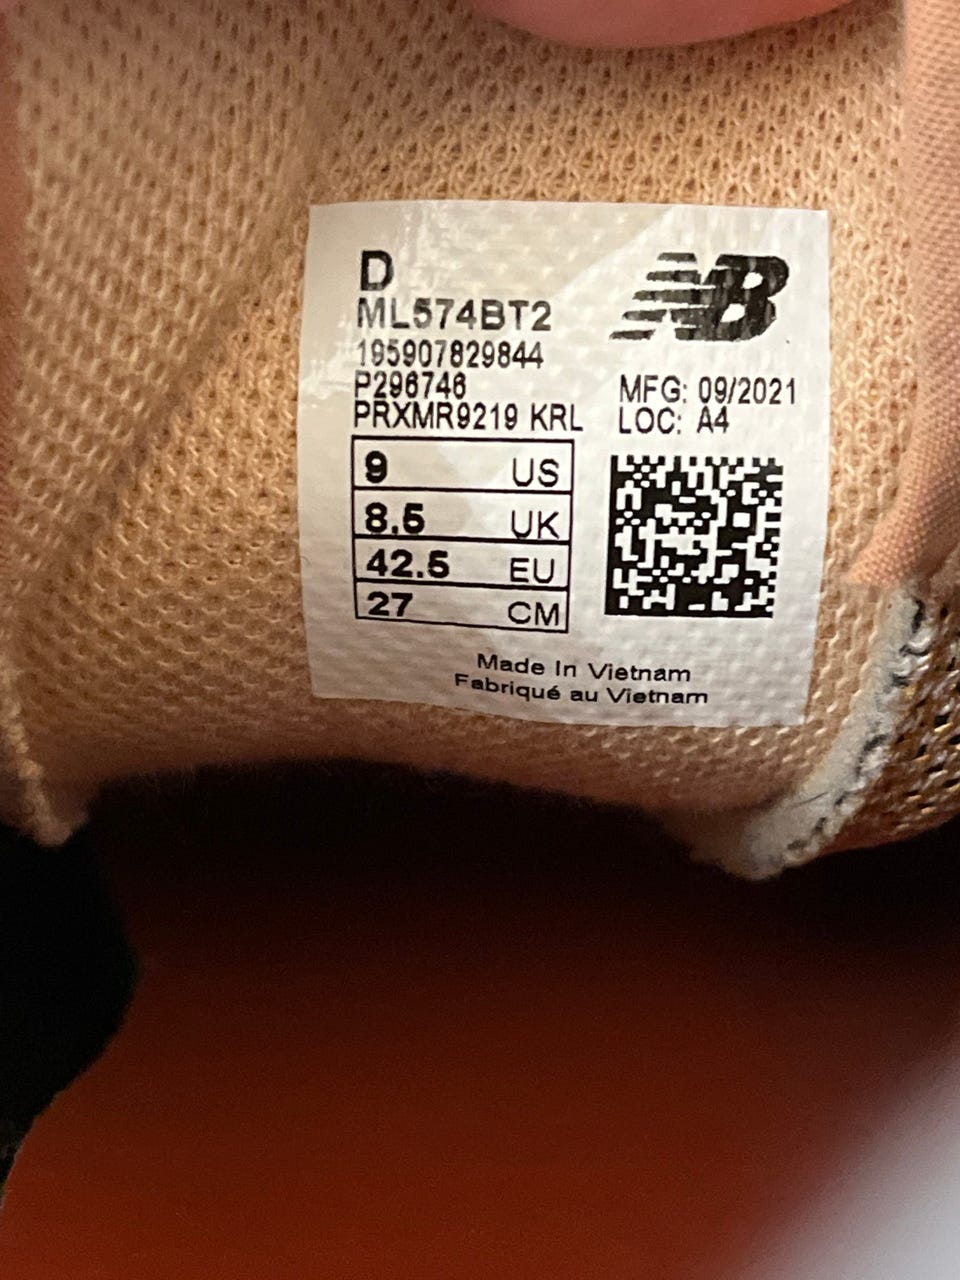 D
NB
ML574BT2
195907829844
P296746
PRXMR9219 KRL
MFG: 09/2021
LOC: A4
9 US
8.5 UK
42.5 EU
27 CM
Made In Vietnam
Fabriqué au Vietnam